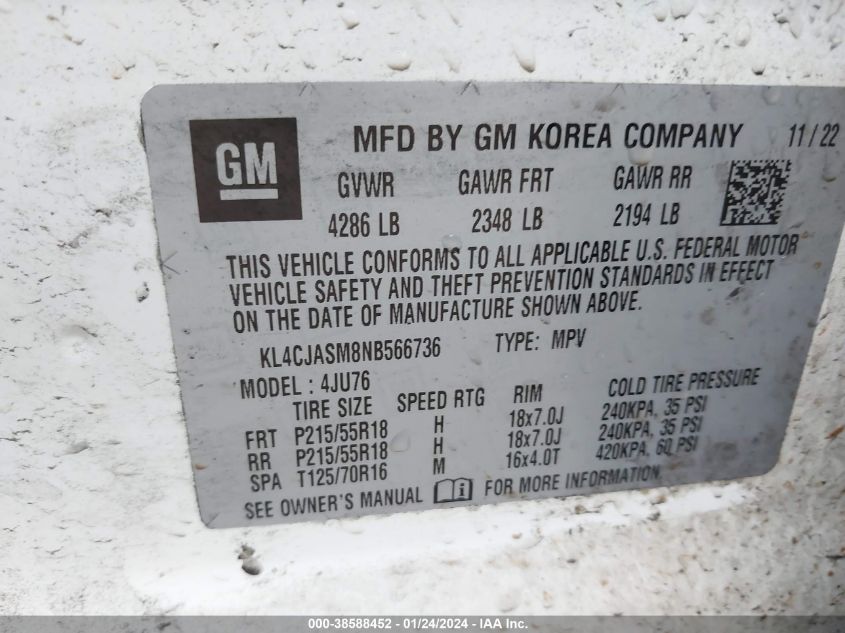 GM
MFD BY GM KOREA COMPANY 11/22
GVWR GAWR FRT GAWR RR
4286 LB 2348 LB 2194 LB
THIS VEHICLE CONFORMS TO ALL APPLICABLE U.S. FEDERAL MOTOR
VEHICLE SAFETY AND THEFT PREVENTION STANDARDS IN EFFECT
ON THE DATE OF MANUFACTURE SHOWN ABOVE.
KL4CJASM8NB566736 TYPE: MPV
MODEL : 4JU76
TIRE SIZE SPEED RTG RIM COLD TIRE PRESSURE
FRT P215/55R18 H 18x7.0J 240KPA, 35 PSI
RR P215/55R18 H 18x7.0J 240KPA, 35 PSI
SPA T125/70R16 M 16x4.0T 420KPA, 60 PSI
SEE OWNER'S MANUAL FOR MORE INFORMATION.
000-38588452 - 01/24/2024 - IAA Inc.